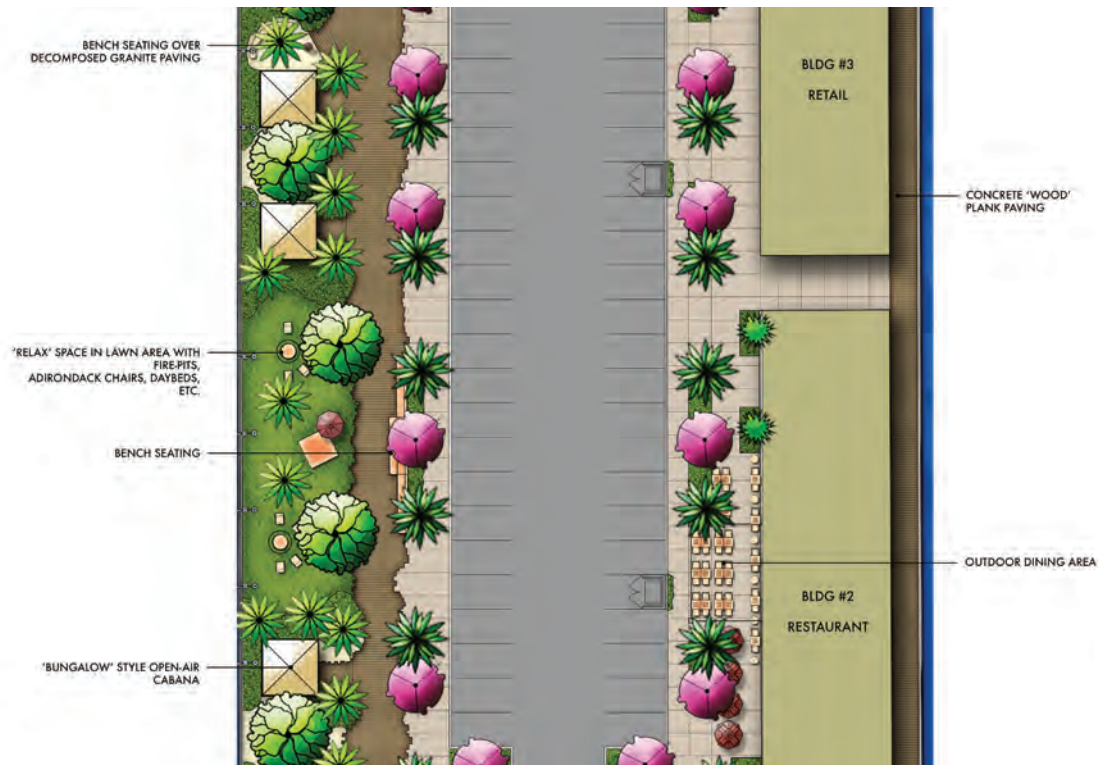 BENCH SEATING OVER
DECOMPOSED GRANITE PAVING
BLDG #3
RETAIL
CONCRETE 'WOOD'
PLANK PAVING
'RELAX' SPACE IN LAWN AREA WITH
FIRE-PITS,
ADIRONDACK CHAIRS, DAYBEDS,
ETC.
BENCH SEATING
OUTDOOR DINING AREA
BLDG #2
RESTAURANT
'BUNGALOW' STYLE OPEN-AIR
CABANA